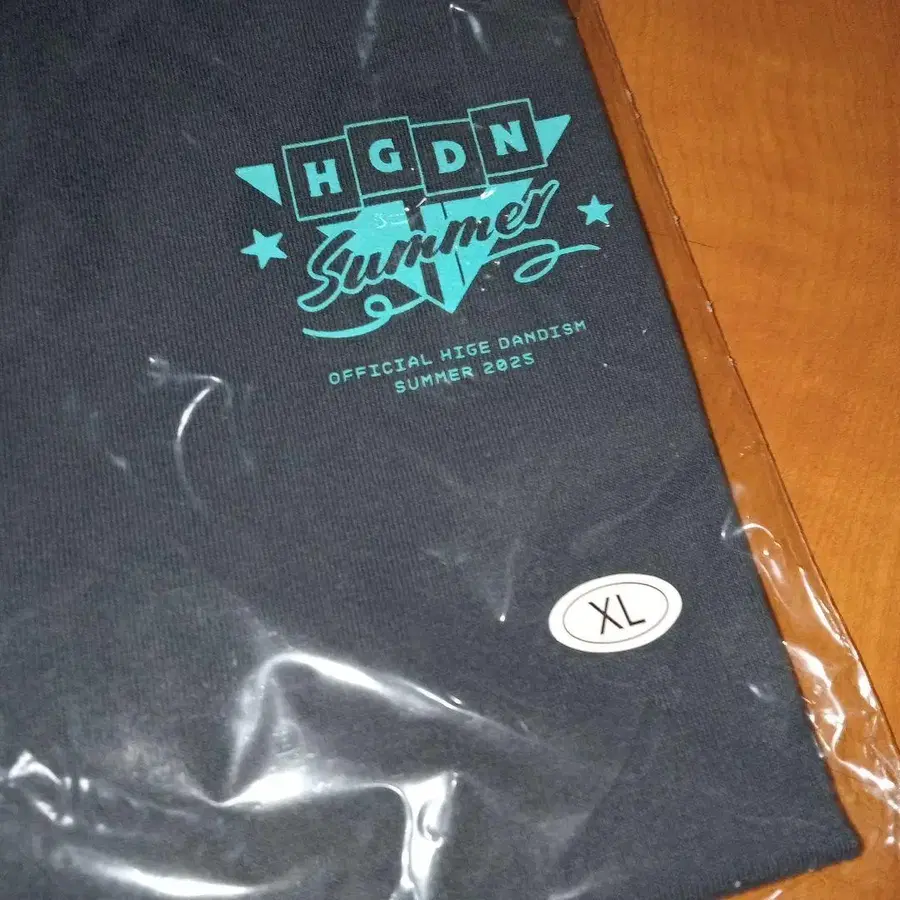 HGDN
Summer
OFFICIAL HIGE DANDISM
SUMMER 2025
XL